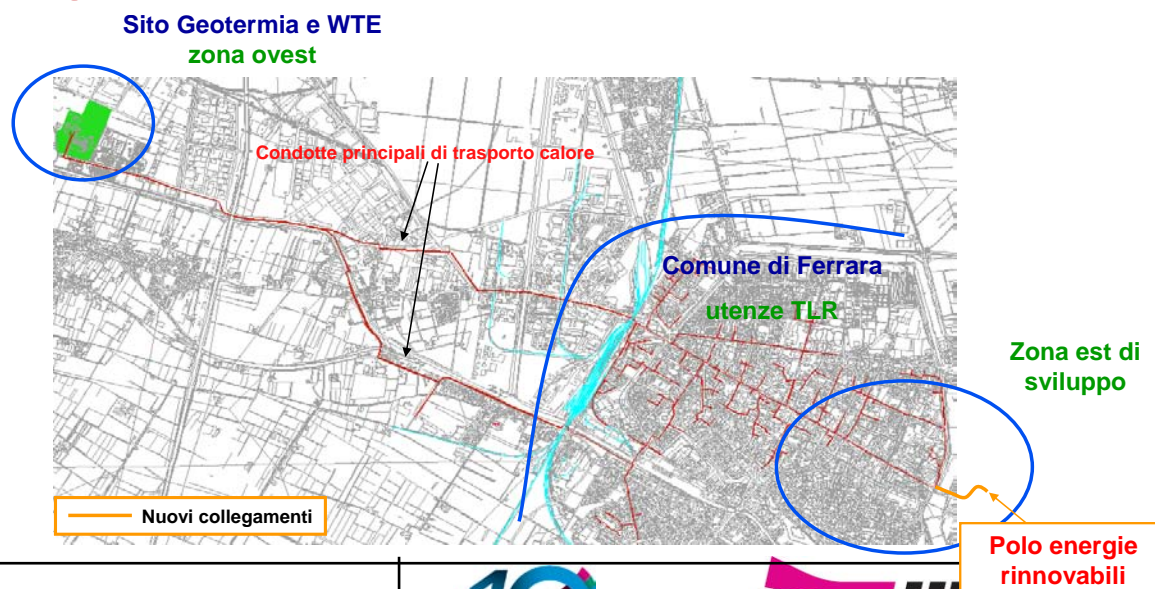 Sito Geotermia e WTE
zona ovest
Condotte principali di trasporto calore
Comune di Ferrara
utenze TLR
Zona est di
sviluppo
Nuovi collegamenti
Polo energie
rinnovabili